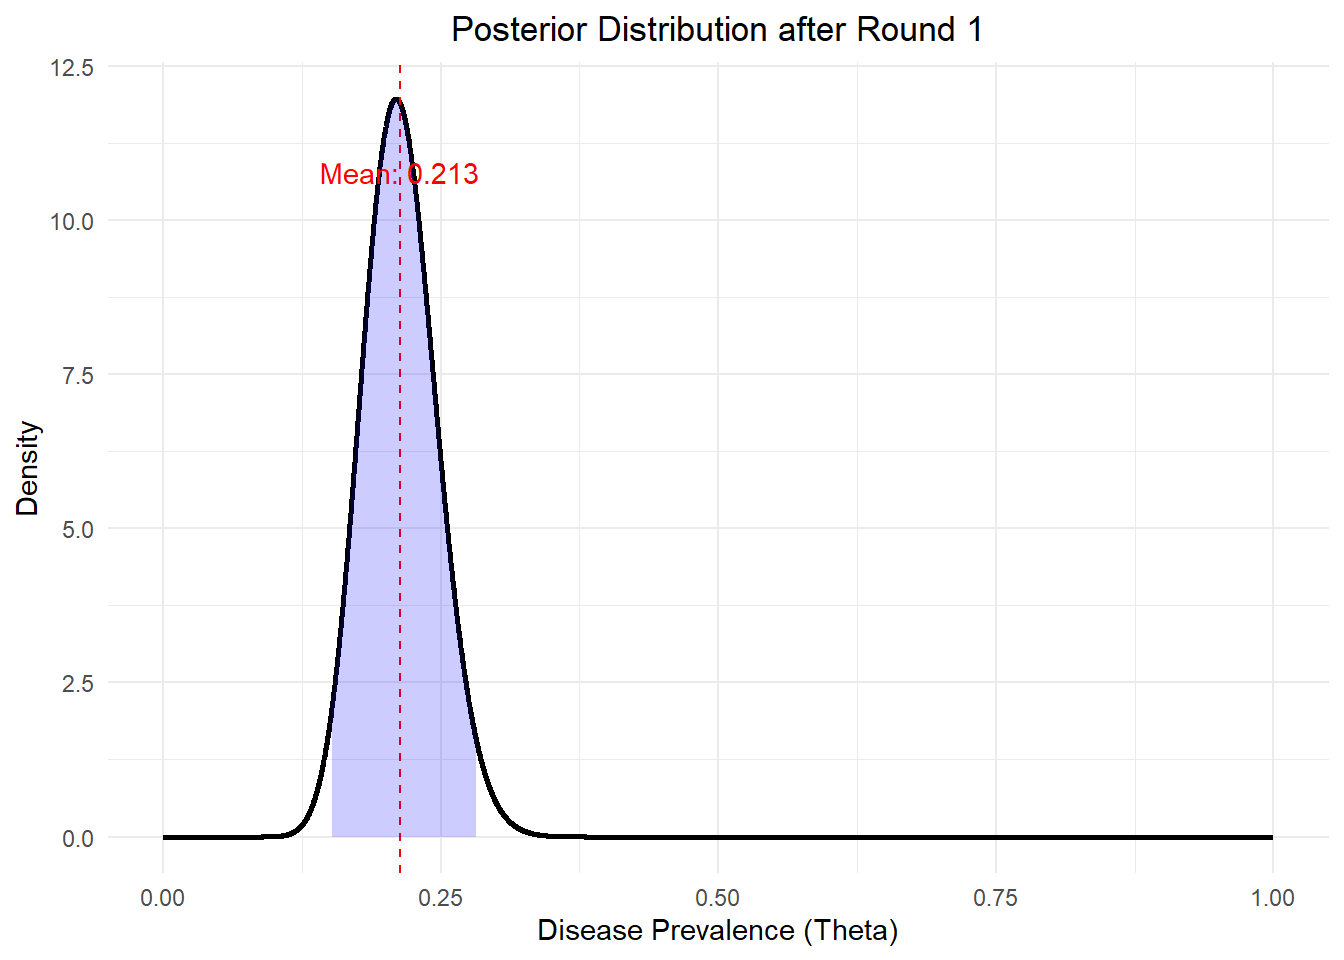 Posterior Distribution after Round 1
12.5
10.0
7.5
5.0
2.5
0.0
Density
Mean: 0.213
0.00 0.25 0.50 0.75 1.00
Disease Prevalence (Theta)